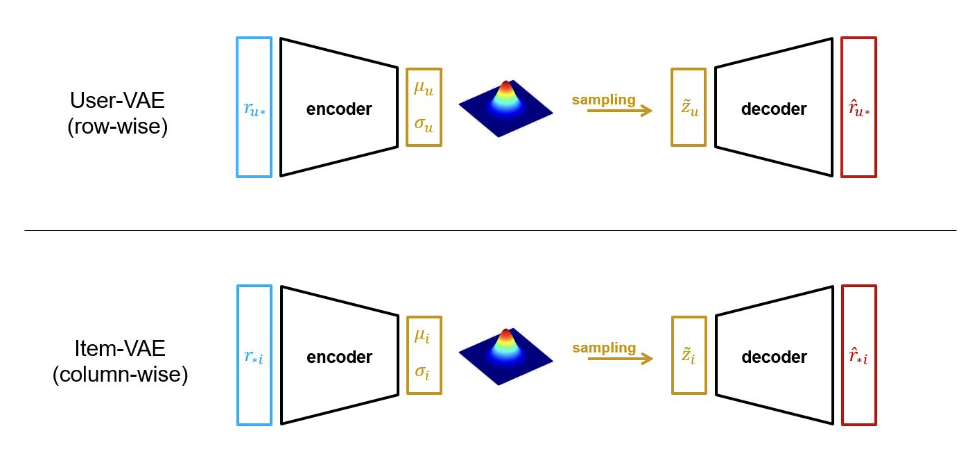 User-VAE
(row-wise)
r_{u*}
encoder
μ_u
σ_u
sampling
z̃_u
decoder
r̂_{u*}
Item-VAE
(column-wise)
r_{*i}
encoder
μ_i
σ_i
sampling
z̃_i
decoder
r̂_{*i}